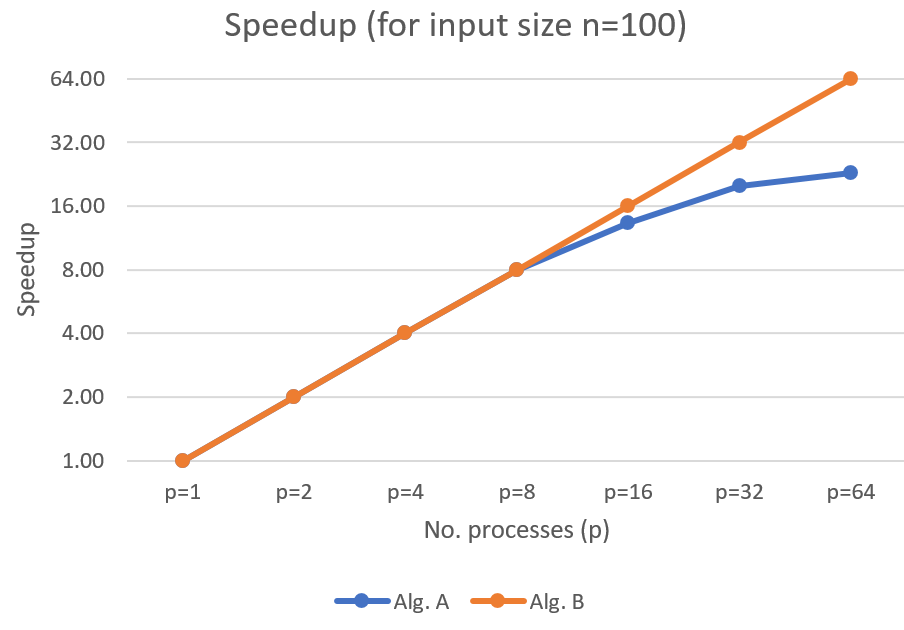 Speedup (for input size n=100)
64.00
32.00
16.00
8.00
4.00
2.00
1.00
Speedup
p=1 p=2 p=4 p=8 p=16 p=32 p=64
No. processes (p)
Alg. A Alg. B